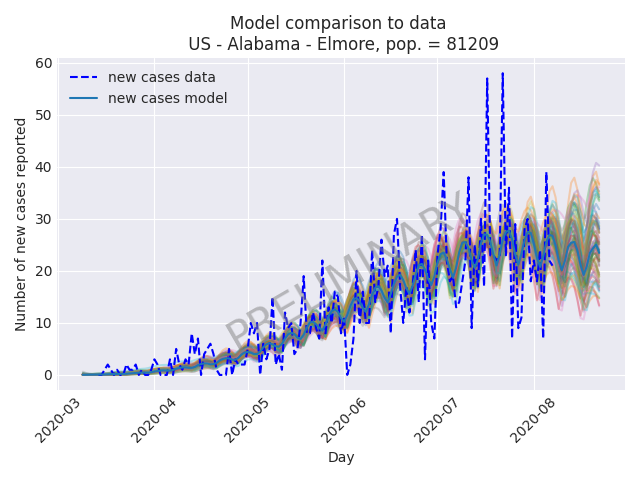 Model comparison to data
US - Alabama - Elmore, pop. = 81209
new cases data
new cases model
PRELIMINARY
Number of new cases reported
60
50
40
30
20
10
0
2020-03
2020-04
2020-05
2020-06
2020-07
2020-08
Day